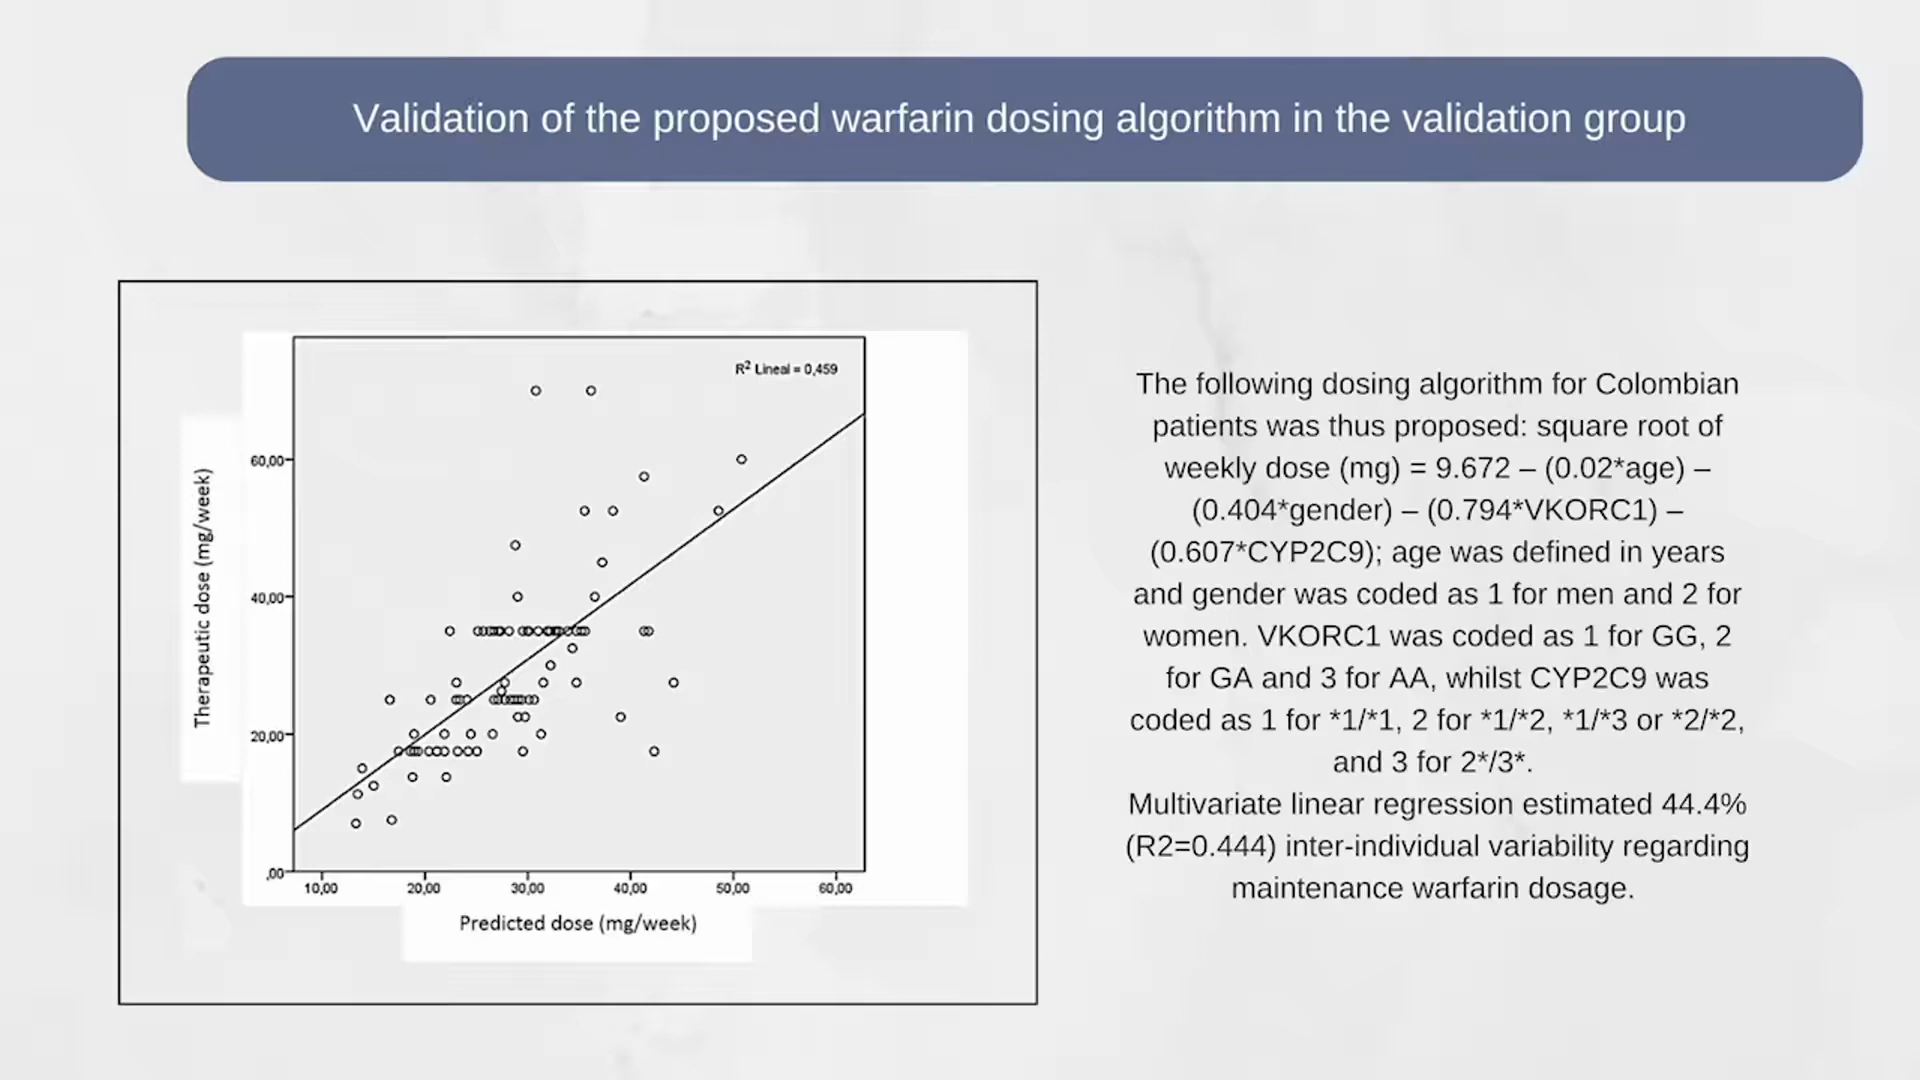 Validation of the proposed warfarin dosing algorithm in the validation group
R2 Lineal = 0,459
60,00
40,00
20,00
,00
10,00 20,00 30,00 40,00 50,00 60,00
Therapeutic dose (mg/week)
Predicted dose (mg/week)
The following dosing algorithm for Colombian
patients was thus proposed: square root of
weekly dose (mg) = 9.672 – (0.02*age) –
(0.404*gender) – (0.794*VKORC1) –
(0.607*CYP2C9); age was defined in years
and gender was coded as 1 for men and 2 for
women. VKORC1 was coded as 1 for GG, 2
for GA and 3 for AA, whilst CYP2C9 was
coded as 1 for *1/*1, 2 for *1/*2, *1/*3 or *2/*2,
and 3 for 2*/3*.
Multivariate linear regression estimated 44.4%
(R2=0.444) inter-individual variability regarding
maintenance warfarin dosage.